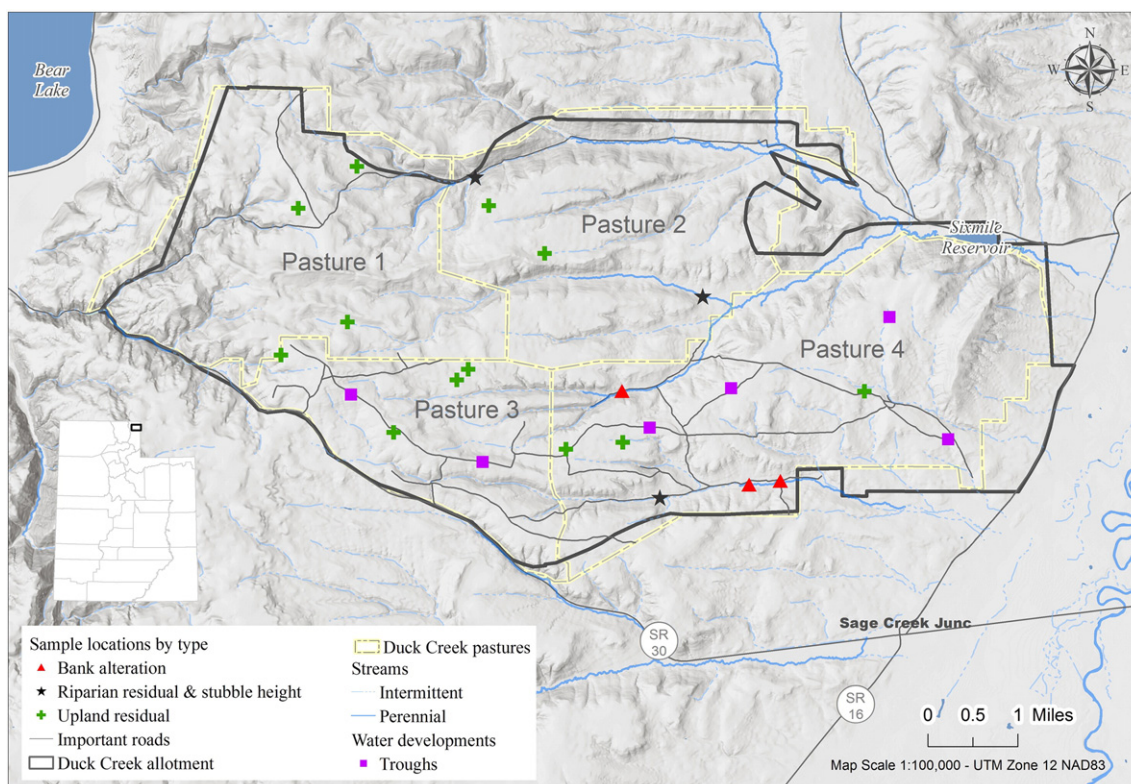 Bear
Lake
N
W E
S
Pasture 2
Pasture 1
Sixmile
Reservoir
Pasture 4
Pasture 3
Sage Creek Junc
SR
30
SR
16
Sample locations by type
Bank alteration
Riparian residual & stubble height
Upland residual
Important roads
Duck Creek allotment
Duck Creek pastures
Streams
Intermittent
Perennial
Water developments
Troughs
0 0.5 1 Miles
Map Scale 1:100,000 - UTM Zone 12 NAD83